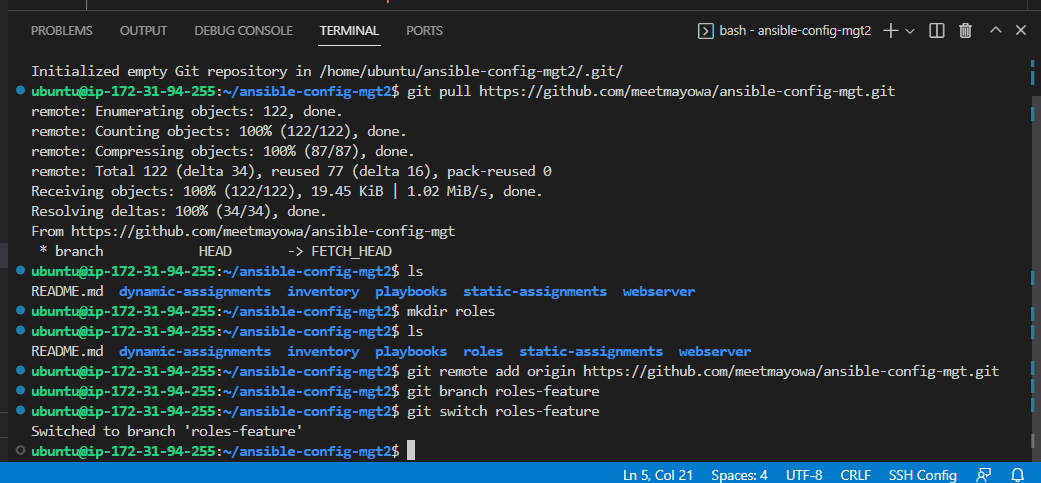 PROBLEMS OUTPUT DEBUG CONSOLE TERMINAL PORTS bash - ansible-config-mgt2
Initialized empty Git repository in /home/ubuntu/ansible-config-mgt2/.git/
ubuntu@ip-172-31-94-255:~/ansible-config-mgt2$ git pull https://github.com/meetmayowa/ansible-config-mgt.git
remote: Enumerating objects: 122, done.
remote: Counting objects: 100% (122/122), done.
remote: Compressing objects: 100% (87/87), done.
remote: Total 122 (delta 34), reused 77 (delta 16), pack-reused 0
Receiving objects: 100% (122/122), 19.45 KiB | 1.02 MiB/s, done.
Resolving deltas: 100% (34/34), done.
From https://github.com/meetmayowa/ansible-config-mgt
 * branch            HEAD       -> FETCH_HEAD
ubuntu@ip-172-31-94-255:~/ansible-config-mgt2$ ls
README.md  dynamic-assignments  inventory  playbooks  static-assignments  webserver
ubuntu@ip-172-31-94-255:~/ansible-config-mgt2$ mkdir roles
ubuntu@ip-172-31-94-255:~/ansible-config-mgt2$ ls
README.md  dynamic-assignments  inventory  playbooks  roles  static-assignments  webserver
ubuntu@ip-172-31-94-255:~/ansible-config-mgt2$ git remote add origin https://github.com/meetmayowa/ansible-config-mgt.git
ubuntu@ip-172-31-94-255:~/ansible-config-mgt2$ git branch roles-feature
ubuntu@ip-172-31-94-255:~/ansible-config-mgt2$ git switch roles-feature
Switched to branch 'roles-feature'
ubuntu@ip-172-31-94-255:~/ansible-config-mgt2$
Ln 5, Col 21 Spaces: 4 UTF-8 CRLF SSH Config